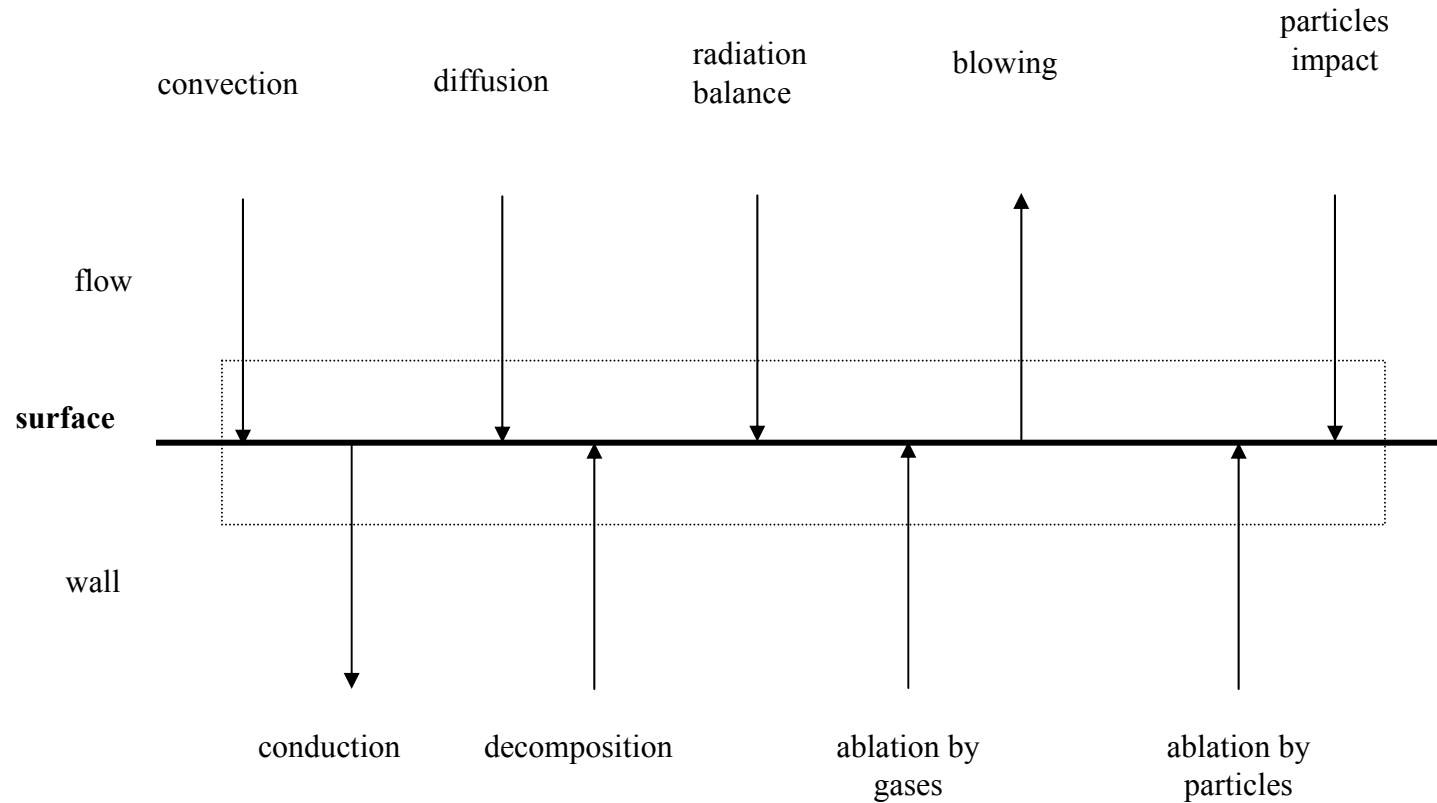 convection
diffusion
radiation
balance
blowing
particles
impact
flow
surface
wall
conduction
decomposition
ablation by
gases
ablation by
particles